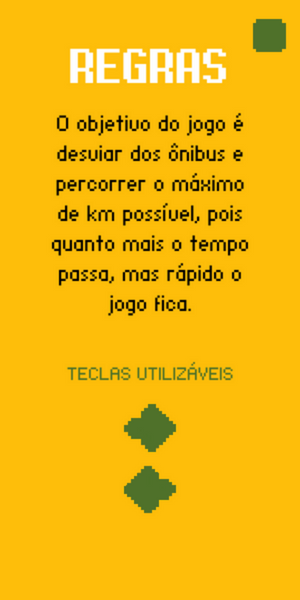 REGRAS
O objetivo do jogo é
desviar dos ônibus e
percorrer o máximo
de km possível, pois
quanto mais o tempo
passa, mas rápido o
jogo fica.
TECLAS UTILIZÁVEIS